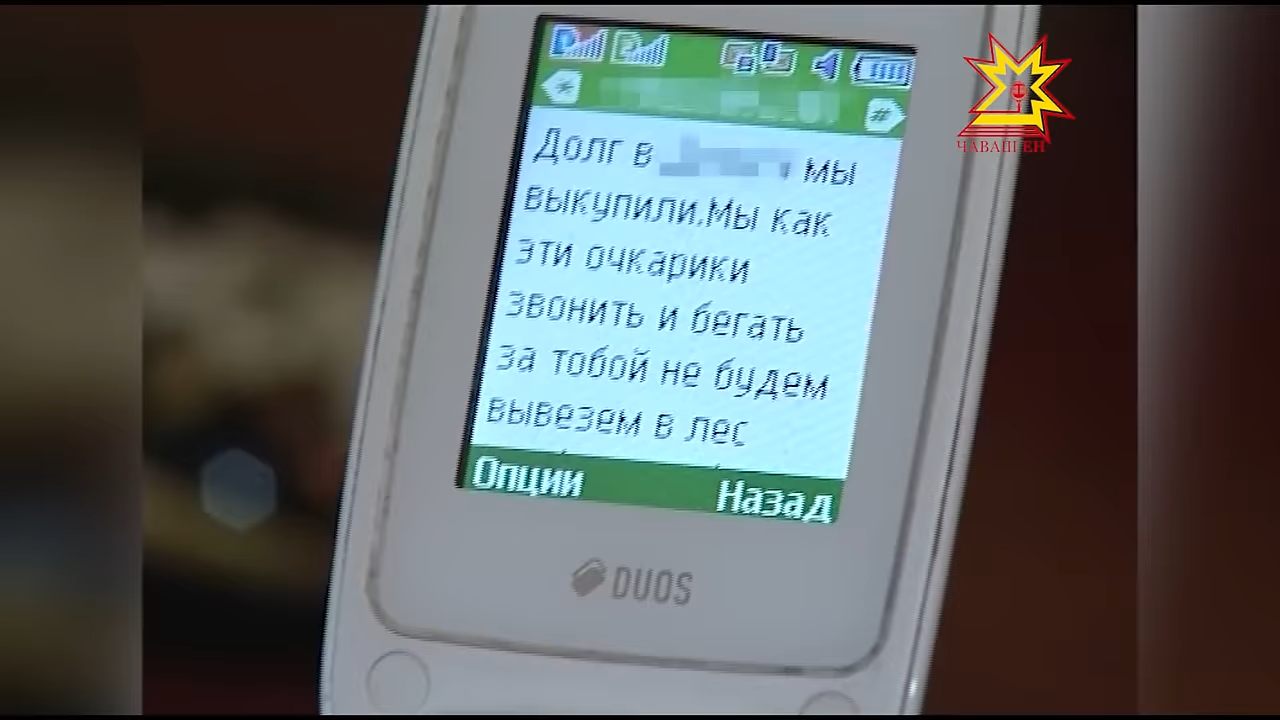 ЧӐВАШ ЕН
*
#
Долг в мы
выкупили.Мы как
эти очкарики
звонить и бегать
за тобой не будем
вывезем в лес
Опции
Назад
DUOS